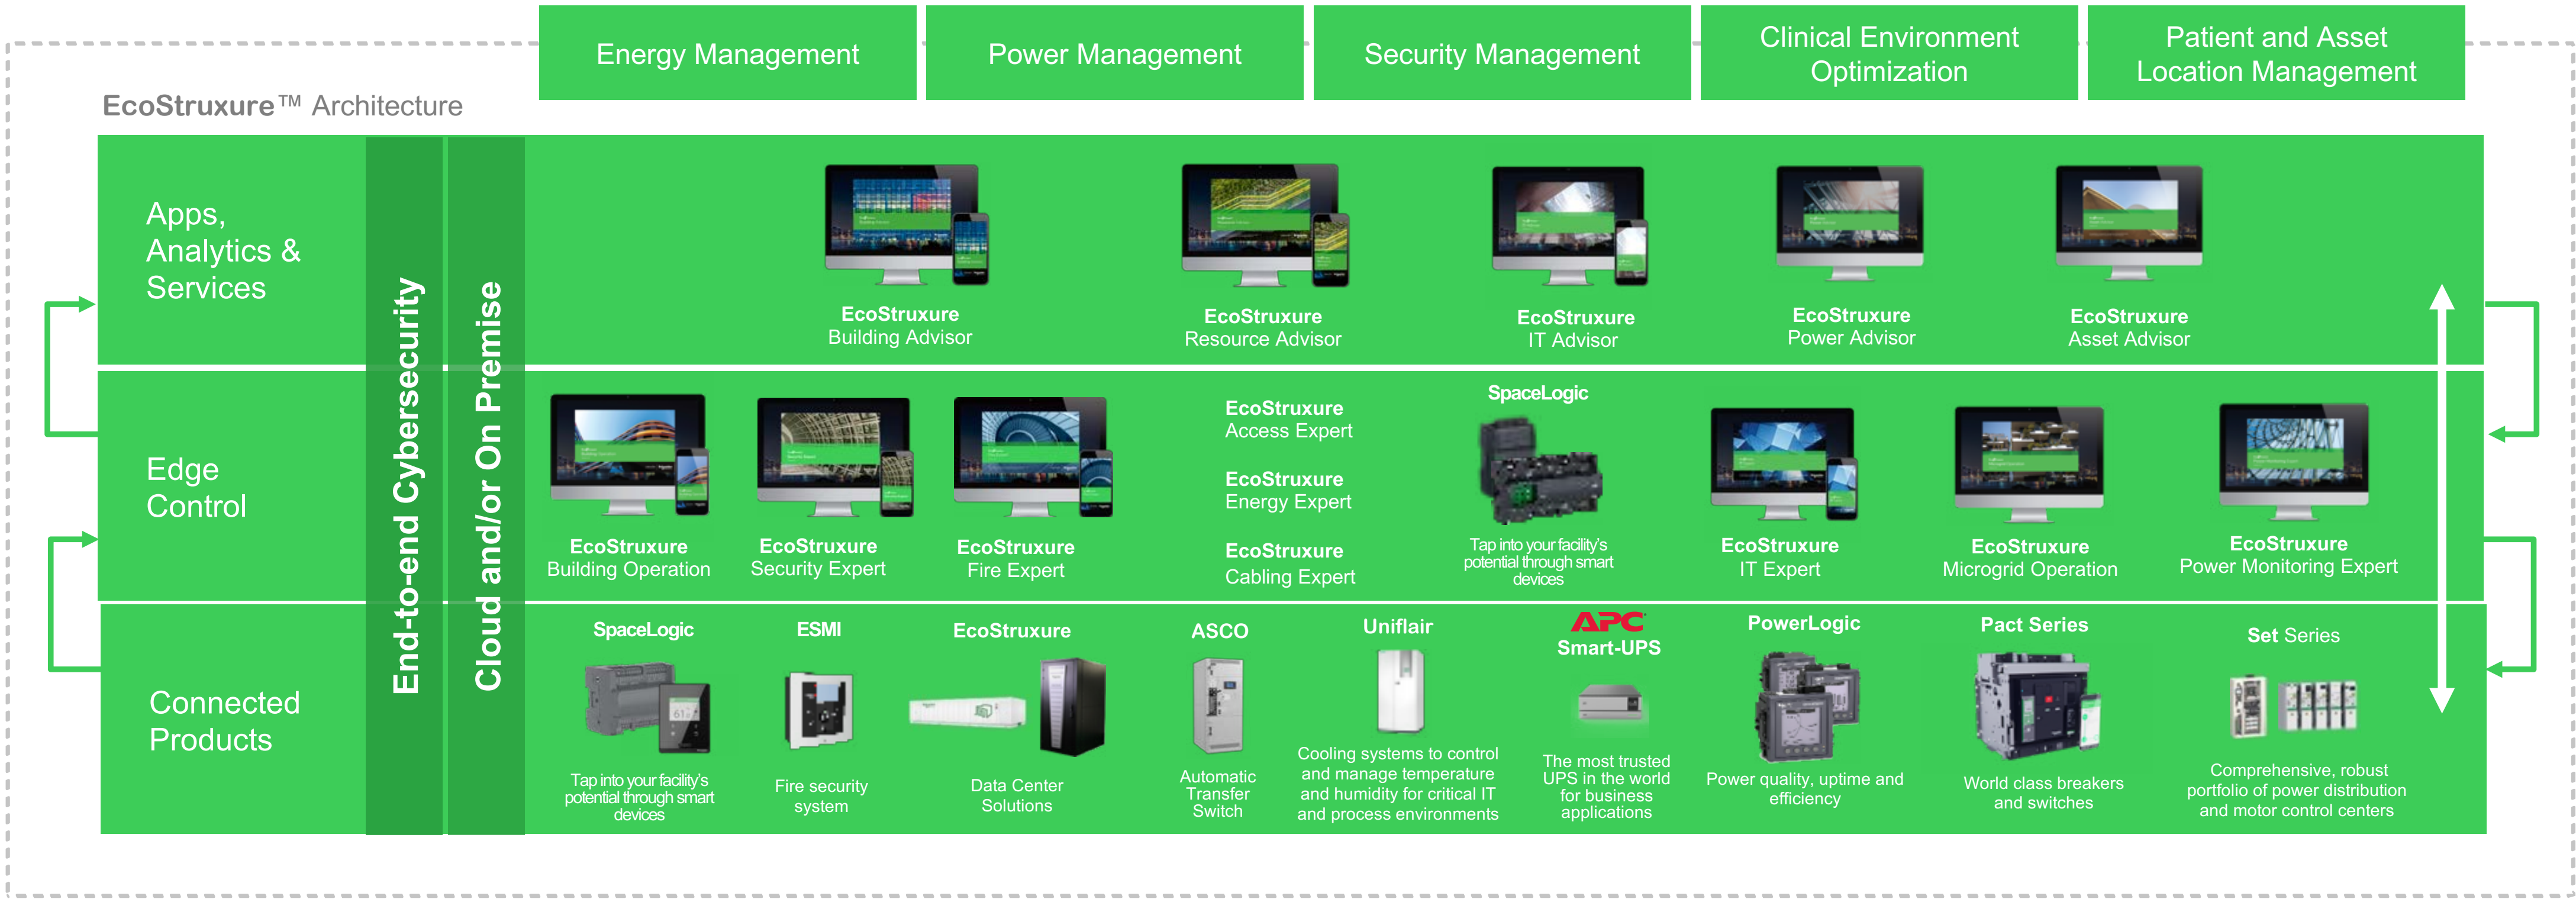 Energy Management
Power Management
Security Management
Clinical Environment
Optimization
Patient and Asset
Location Management
EcoStruxure™ Architecture
Apps,
Analytics &
Services
End-to-end Cybersecurity
Cloud and/or On Premise
EcoStruxure
Building Advisor
EcoStruxure
Resource Advisor
EcoStruxure
IT Advisor
EcoStruxure
Power Advisor
EcoStruxure
Asset Advisor
Edge
Control
EcoStruxure
Building Operation
EcoStruxure
Security Expert
EcoStruxure
Fire Expert
EcoStruxure
Access Expert
EcoStruxure
Energy Expert
EcoStruxure
Cabling Expert
SpaceLogic
Tap into your facility's
potential through smart
devices
EcoStruxure
IT Expert
EcoStruxure
Microgrid Operation
EcoStruxure
Power Monitoring Expert
Connected
Products
SpaceLogic
Tap into your facility's
potential through smart
devices
ESMI
Fire security
system
EcoStruxure
Data Center
Solutions
ASCO
Automatic
Transfer
Switch
Uniflair
Cooling systems to control
and manage temperature
and humidity for critical IT
and process environments
APC
Smart-UPS
The most trusted
UPS in the world
for business
applications
PowerLogic
Power quality, uptime and
efficiency
Pact Series
World class breakers
and switches
Set Series
Comprehensive, robust
portfolio of power distribution
and motor control centers